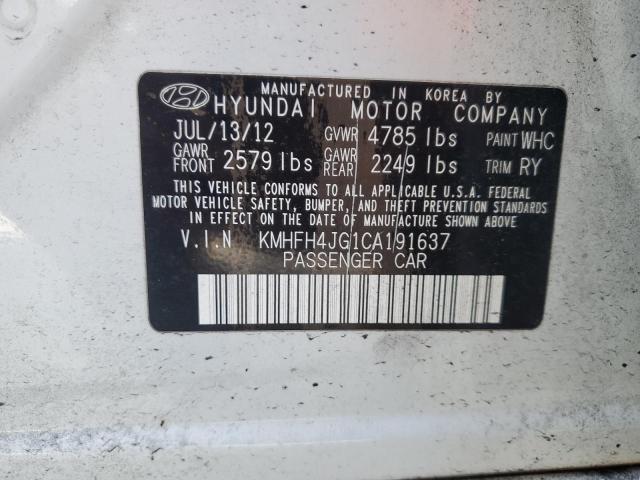 MANUFACTURED IN KOREA BY
HYUNDAI MOTOR COMPANY
JUL/13/12 GVWR 4785 lbs PAINT WHC
GAWR FRONT 2579 lbs GAWR REAR 2249 lbs TRIM RY
THIS VEHICLE CONFORMS TO ALL APPLICABLE U.S.A. FEDERAL
MOTOR VEHICLE SAFETY, BUMPER, AND THEFT PREVENTION STANDARDS
IN EFFECT ON THE DATE OF MANUFACTURE SHOWN ABOVE
V.I.N KMHFH4JG1CA191637
PASSENGER CAR